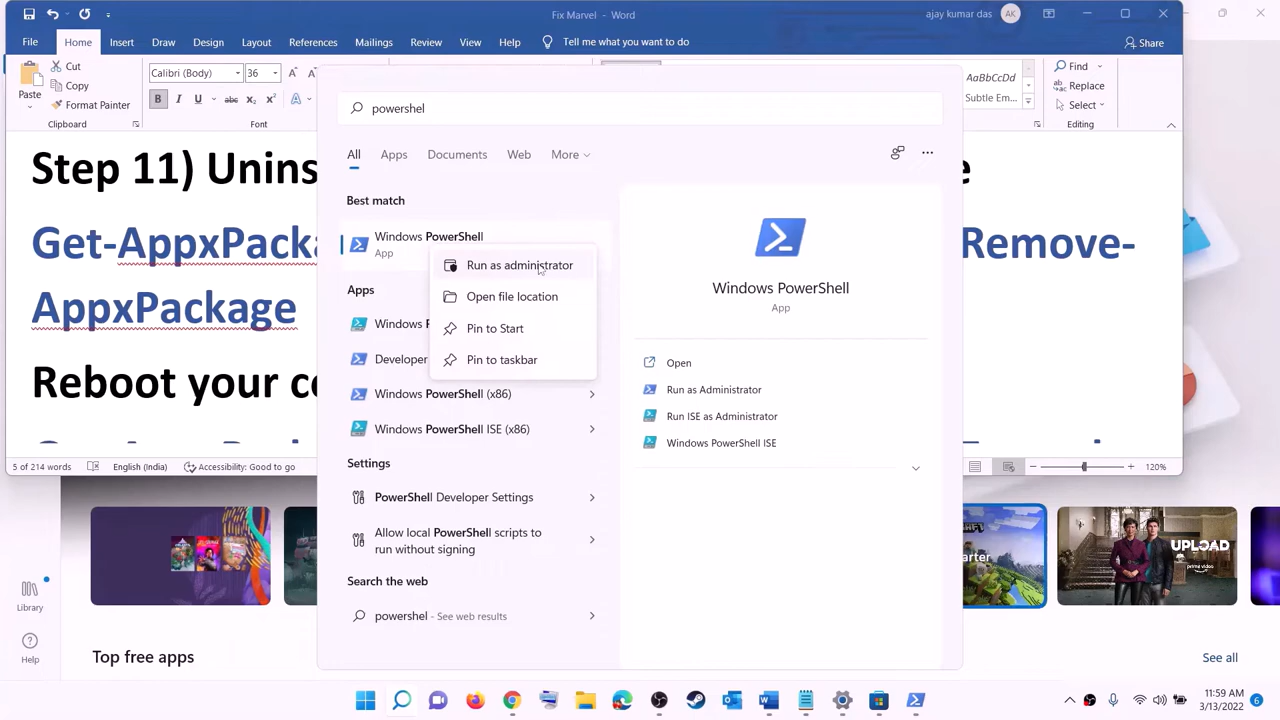 Fix Marvel - Word
ajay kumar das AK
File Home Insert Draw Design Layout References Mailings Review View Help Tell me what you want to do Share
Paste
Cut
Copy
Format Painter
Clipboard
Calibri (Body) 36
Font
AaBbCcD
Subtle Em...
Find
Replace
Select
Editing
powershel
Step 11) Unins
Get-AppxPacka
Remove-
AppxPackage
Reboot your co
All Apps Documents Web More
Best match
Windows PowerShell
App
Run as administrator
Open file location
Pin to Start
Pin to taskbar
Apps
Windows
Developer
Windows PowerShell (x86)
Windows PowerShell ISE (x86)
Settings
PowerShell Developer Settings
Allow local PowerShell scripts to
run without signing
Search the web
powershel - See web results
Windows PowerShell
App
Open
Run as Administrator
Run ISE as Administrator
Windows PowerShell ISE
5 of 214 words English (India) Accessibility: Good to go
120%
Library
Help
UPLOAD
prime video
Top free apps
See all
11:59 AM
3/13/2022
6